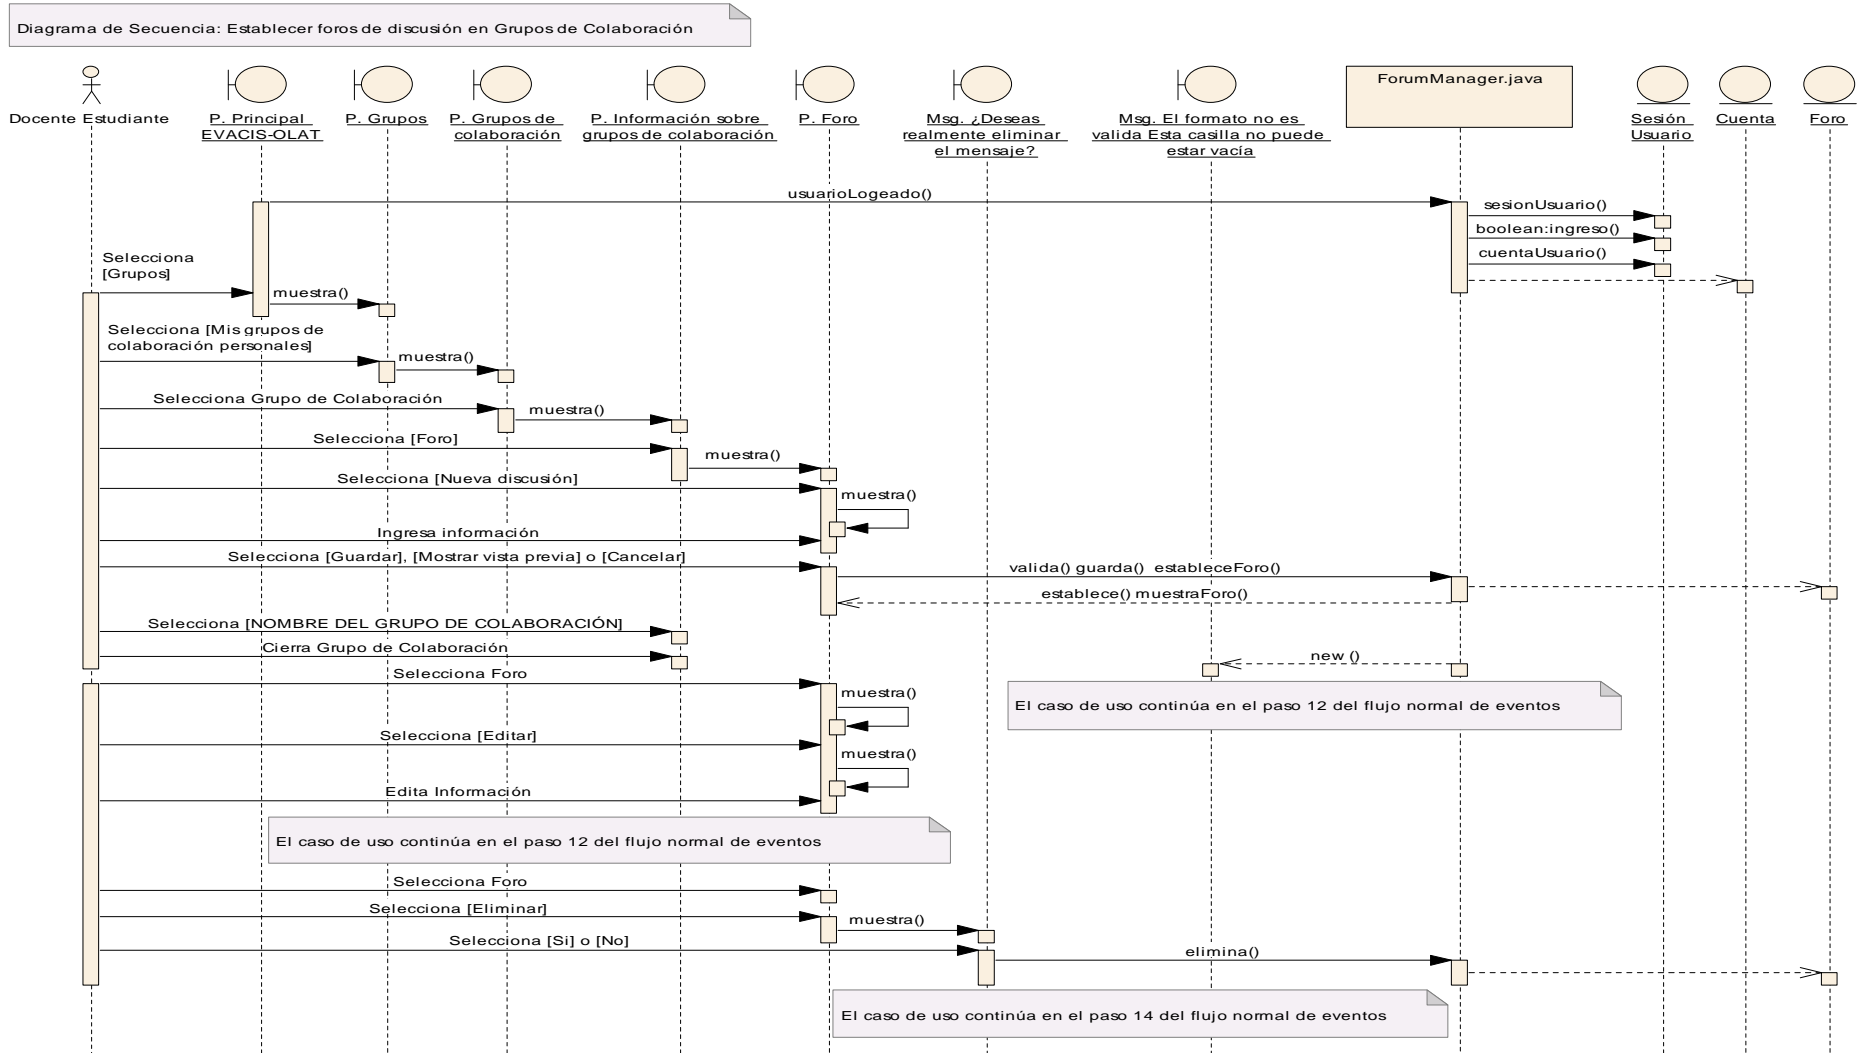 Diagrama de Secuencia: Establecer foros de discusión en Grupos de Colaboración
Docente Estudiante
P. Principal
EVACIS-OLAT
P. Grupos
P. Grupos de
colaboración
P. Información sobre
grupos de colaboración
P. Foro
Msg. ¿Deseas
realmente eliminar
el mensaje?
Msg. El formato no es
valida Esta casilla no puede
estar vacía
ForumManager.java
Sesión
Usuario
Cuenta
Foro
usuarioLogeado()
sesionUsuario()
boolean:ingreso()
cuentaUsuario()
Selecciona
[Grupos]
muestra()
Selecciona [Mis grupos de
colaboración personales]
muestra()
Selecciona Grupo de Colaboración
muestra()
Selecciona [Foro]
muestra()
Selecciona [Nueva discusión]
muestra()
Ingresa información
Selecciona [Guardar], [Mostrar vista previa] o [Cancelar]
valida() guarda() estableceForo()
establece() muestraForo()
Selecciona [NOMBRE DEL GRUPO DE COLABORACIÓN]
Cierra Grupo de Colaboración
new ()
Selecciona Foro
muestra()
El caso de uso continúa en el paso 12 del flujo normal de eventos
Selecciona [Editar]
muestra()
Edita Información
El caso de uso continúa en el paso 12 del flujo normal de eventos
Selecciona Foro
Selecciona [Eliminar]
muestra()
Selecciona [Si] o [No]
elimina()
El caso de uso continúa en el paso 14 del flujo normal de eventos